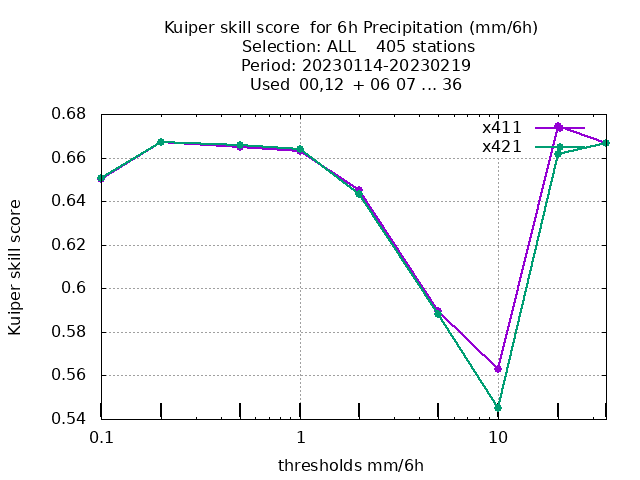 Kuiper skill score  for 6h Precipitation (mm/6h)
Selection: ALL    405 stations
Period: 20230114-20230219
Used  00,12  + 06 07 ... 36
0.68
0.66
0.64
0.62
0.6
0.58
0.56
0.54
Kuiper skill score
x411
x421
0.1
1
10
thresholds mm/6h